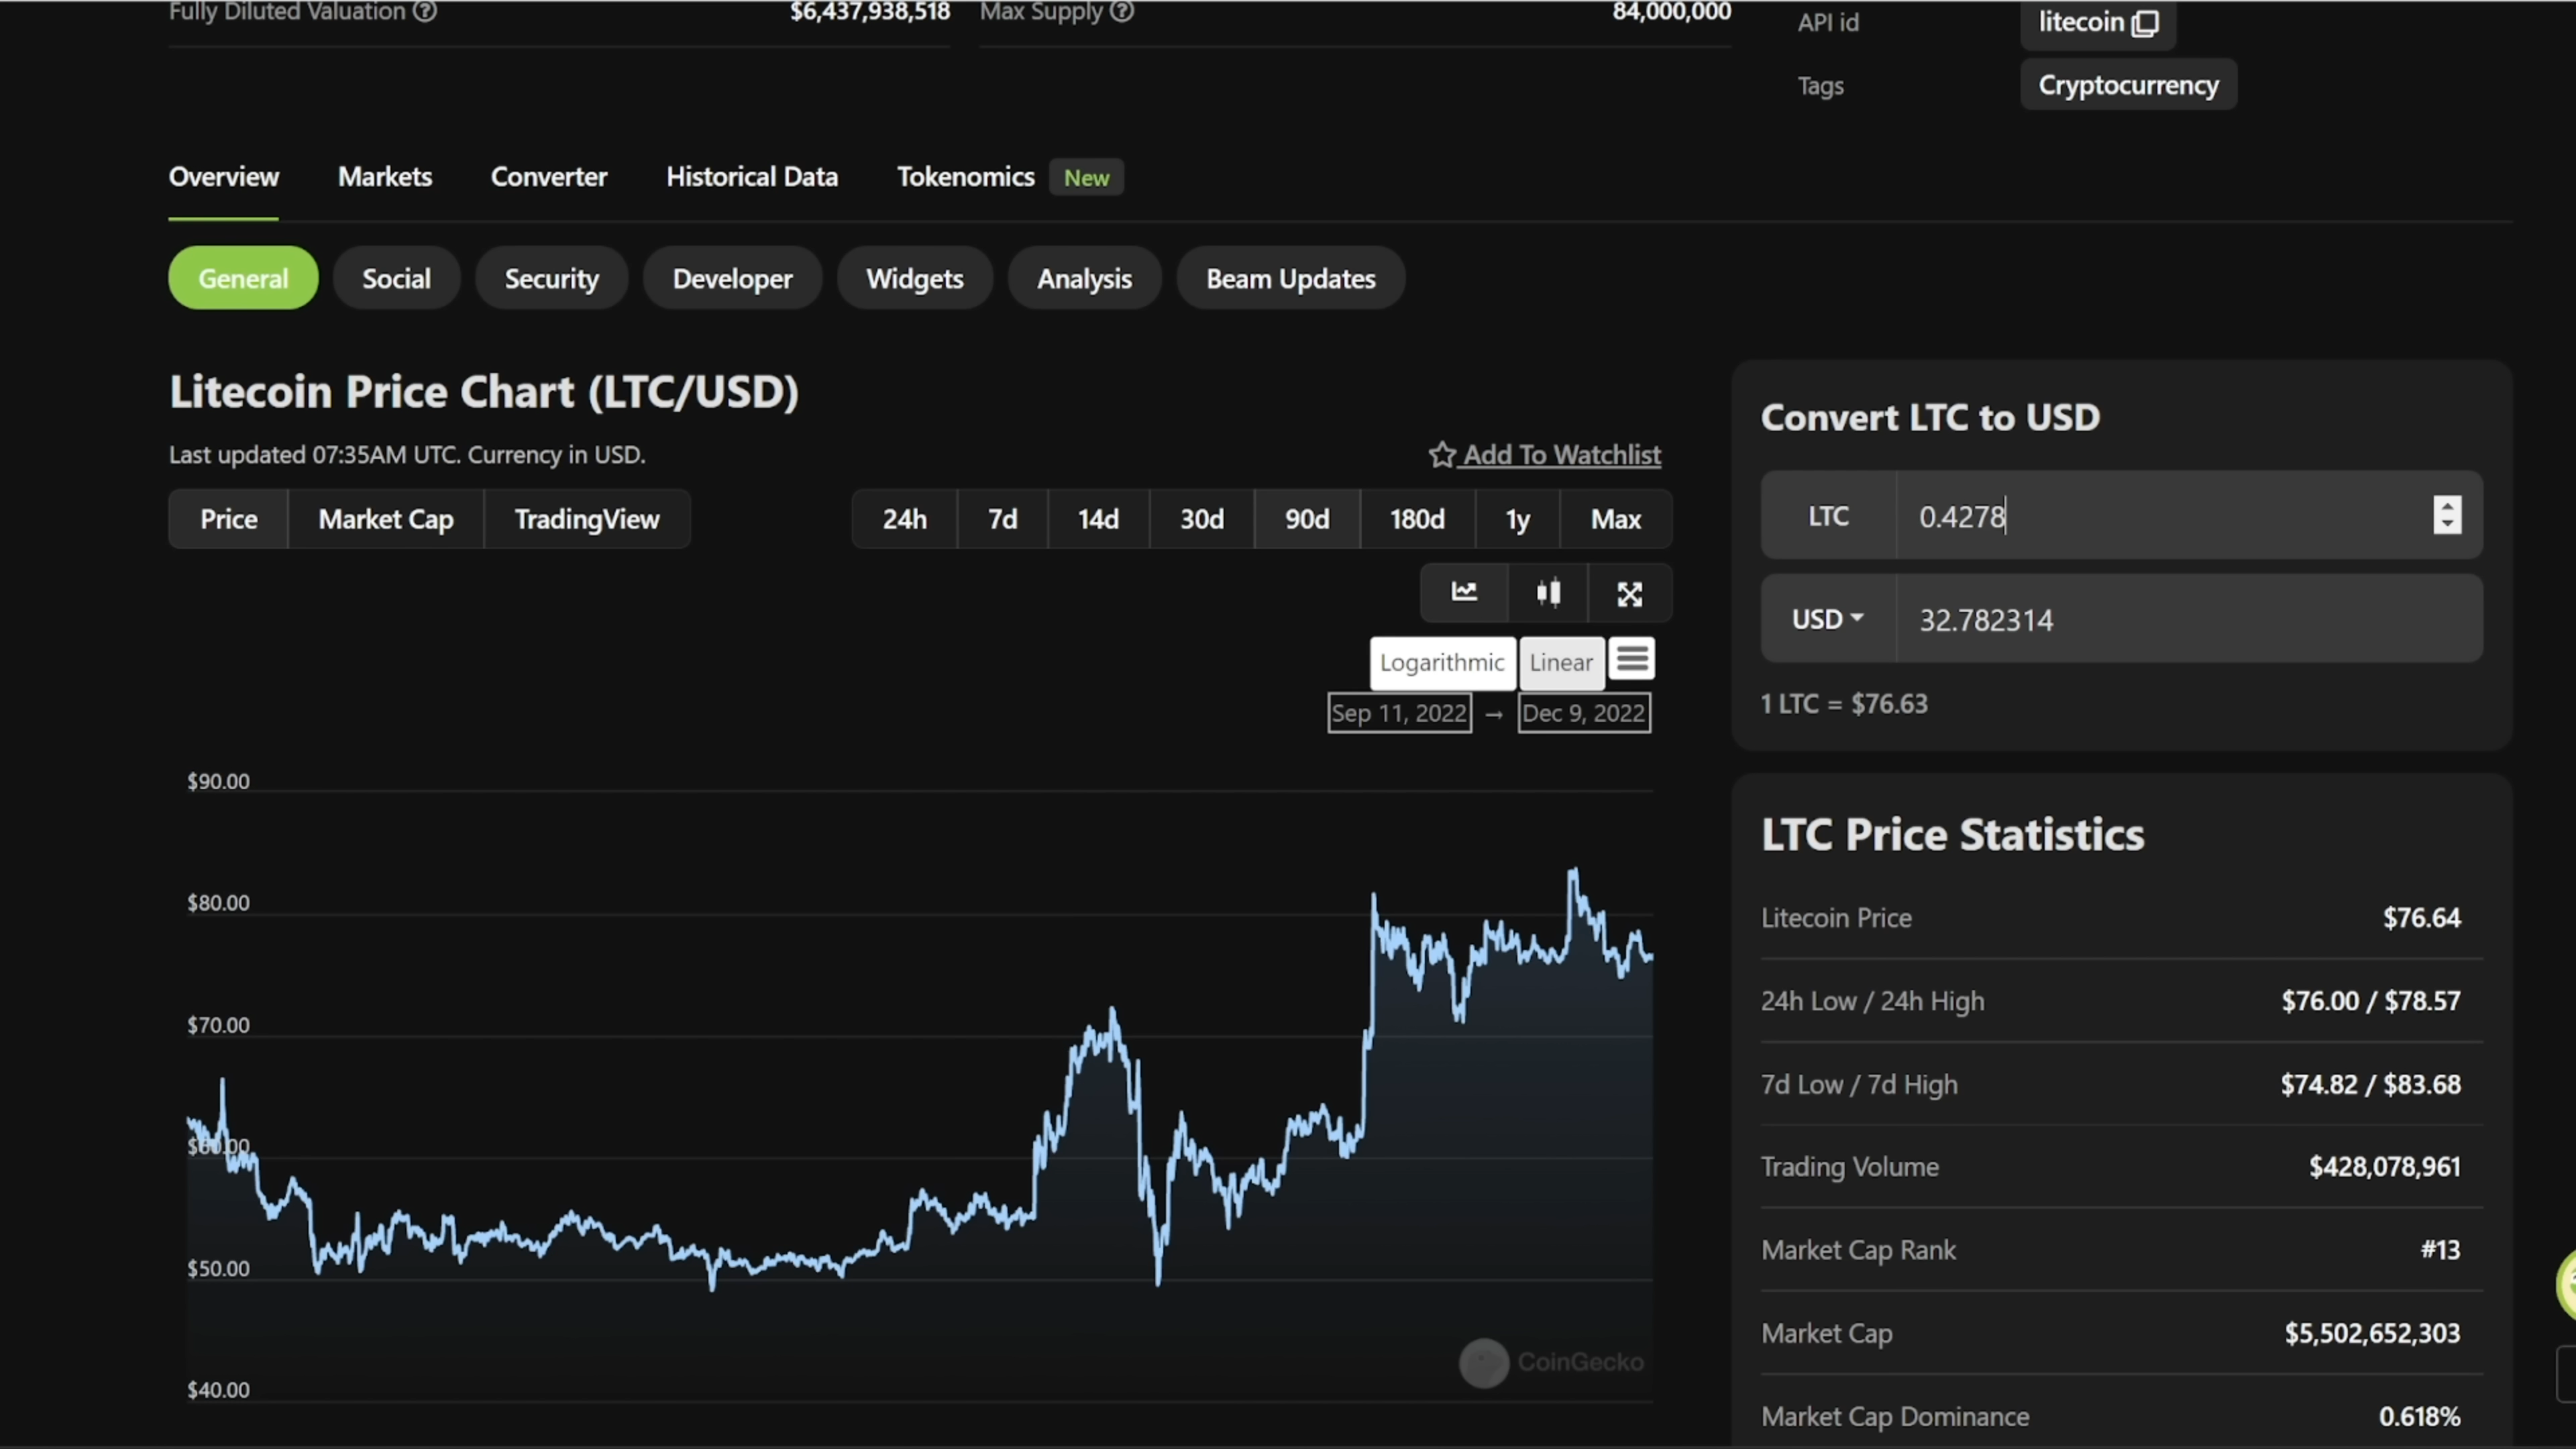 Fully Diluted Valuation ? $6,437,938,518 Max Supply ? 84,000,000
API id litecoin
Tags Cryptocurrency
Overview Markets Converter Historical Data Tokenomics New
General Social Security Developer Widgets Analysis Beam Updates
Litecoin Price Chart (LTC/USD)
Last updated 07:35AM UTC. Currency in USD.
Add To Watchlist
Price Market Cap TradingView
24h 7d 14d 30d 90d 180d 1y Max
Logarithmic Linear
Sep 11, 2022 → Dec 9, 2022
$90.00
$80.00
$70.00
$60.00
$50.00
$40.00
CoinGecko
Convert LTC to USD
LTC 0.4278
USD 32.782314
1 LTC = $76.63
LTC Price Statistics
Litecoin Price $76.64
24h Low / 24h High $76.00 / $78.57
7d Low / 7d High $74.82 / $83.68
Trading Volume $428,078,961
Market Cap Rank #13
Market Cap $5,502,652,303
Market Cap Dominance 0.618%